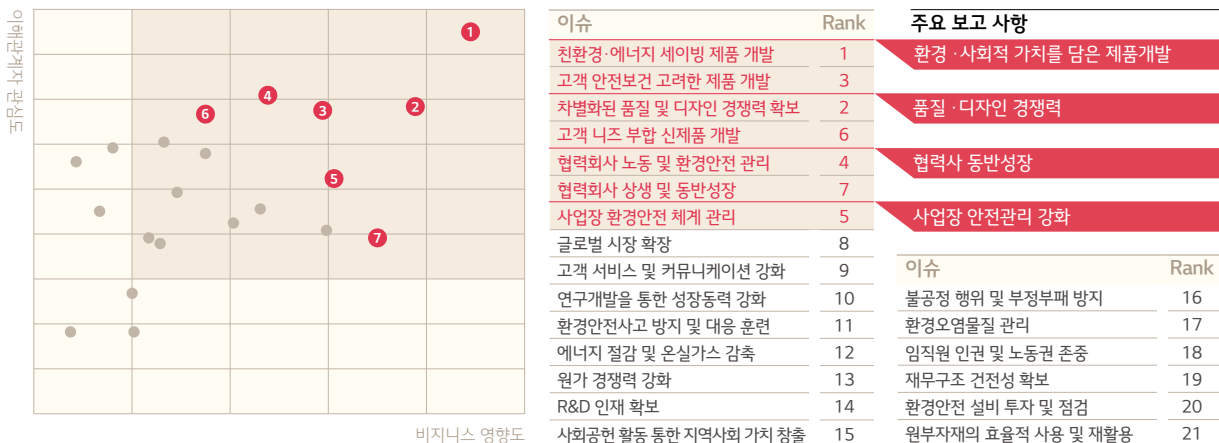 이해관계자 관심도
1
4
2
3
6
5
7
비지니스 영향도
이슈 Rank
친환경·에너지 세이빙 제품 개발 1
고객 안전보건 고려한 제품 개발 3
차별화된 품질 및 디자인 경쟁력 확보 2
고객 니즈 부합 신제품 개발 6
협력회사 노동 및 환경안전 관리 4
협력회사 상생 및 동반성장 7
사업장 환경안전 체계 관리 5
글로벌 시장 확장 8
고객 서비스 및 커뮤니케이션 강화 9
연구개발을 통한 성장동력 강화 10
환경안전사고 방지 및 대응 훈련 11
에너지 절감 및 온실가스 감축 12
원가 경쟁력 강화 13
R&D 인재 확보 14
사회공헌 활동 통한 지역사회 가치 창출 15
주요 보고 사항
환경·사회적 가치를 담은 제품개발
품질·디자인 경쟁력
협력사 동반성장
사업장 안전관리 강화
이슈 Rank
불공정 행위 및 부정부패 방지 16
환경오염물질 관리 17
임직원 인권 및 노동권 존중 18
재무구조 건전성 확보 19
환경안전 설비 투자 및 점검 20
원부자재의 효율적 사용 및 재활용 21